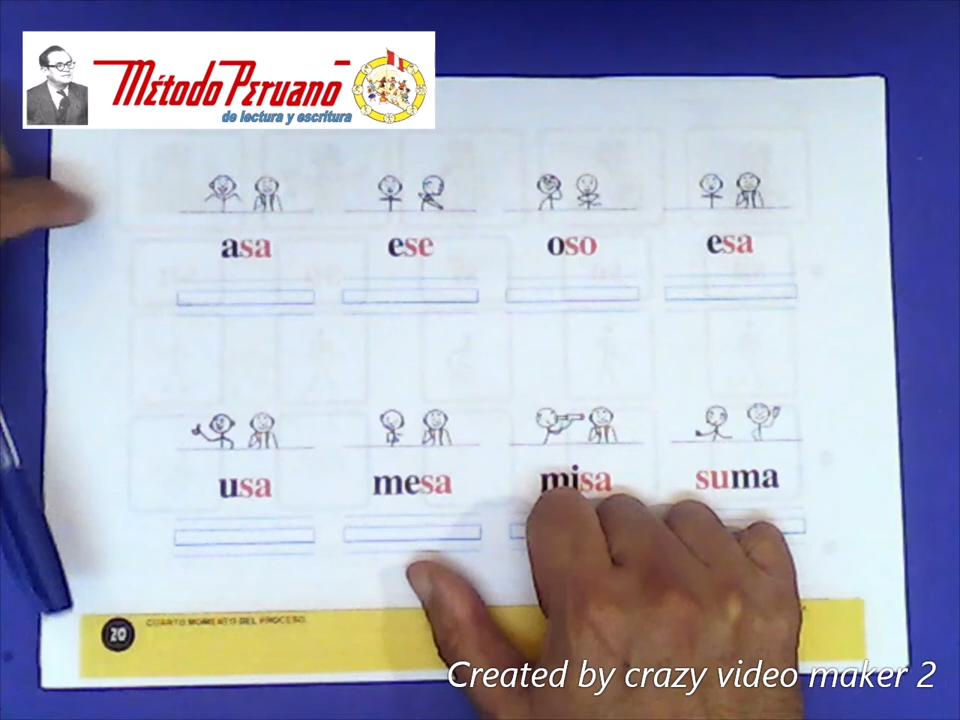 Método Peruano
de lectura y escritura
asa ese oso esa
usa mesa misa suma
20 CUARTO MOMENTO DEL PROCESO.
Created by crazy video maker 2